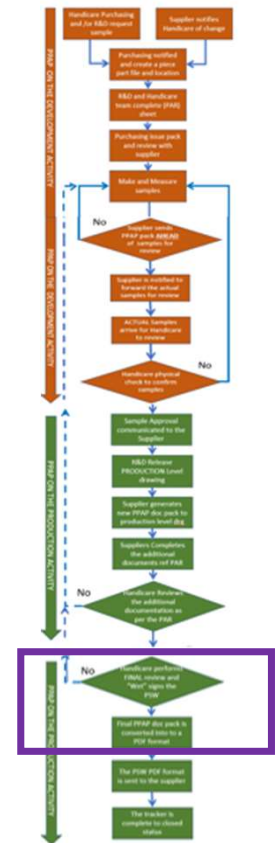 Handicare Purchasing
and /or R&D request
sample
Supplier notifies
Handicare of change
Purchasing notified
and create a piece
part file and location
R&D and Handicare
team complete (PAR)
sheet
Purchasing issue pack
and review with
supplier
Make and Measure
samples
No
Supplier sends
PPAP pack AHEAD
of samples for
review
Supplier is notified to
forward the actual
samples for review
ACTUAL Samples
arrive for Handicare
to review
No
Handicare physical
check to confirm
samples
Sample Approval
communicated to the
Supplier
R&D Release
PRODUCTION Level
drawing
Supplier generates
new PPAP doc pack to
production level dog
Suppliers Completes
the additional
documents ref PAR
No
Handicare Reviews
the additional
documentation as
per the PAR
No
Handicare performs
FINAL review and
"Wet" signs the
PSW
Final PPAP doc pack is
converted into to a
PDF format
The PSW PDF format
is sent to the supplier
The tracker is
complete to closed
status
PPAP ON THE DEVELOPMENT ACTIVITY
PPAP ON THE DEVELOPMENT ACTIVITY
PPAP ON THE PRODUCTION ACTIVITY
PPAP ON THE PRODUCTION ACTIVITY